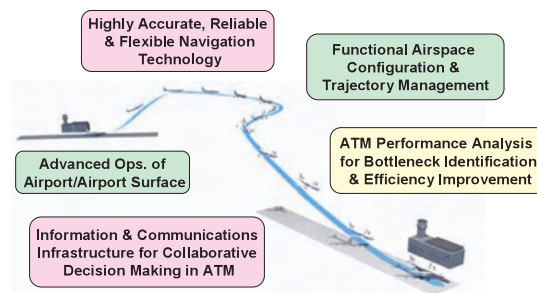 Highly Accurate, Reliable
& Flexible Navigation
Technology
Functional Airspace
Configuration &
Trajectory Management
ATM Performance Analysis
for Bottleneck Identification
& Efficiency Improvement
Advanced Ops. of
Airport/Airport Surface
Information & Communications
Infrastructure for Collaborative
Decision Making in ATM